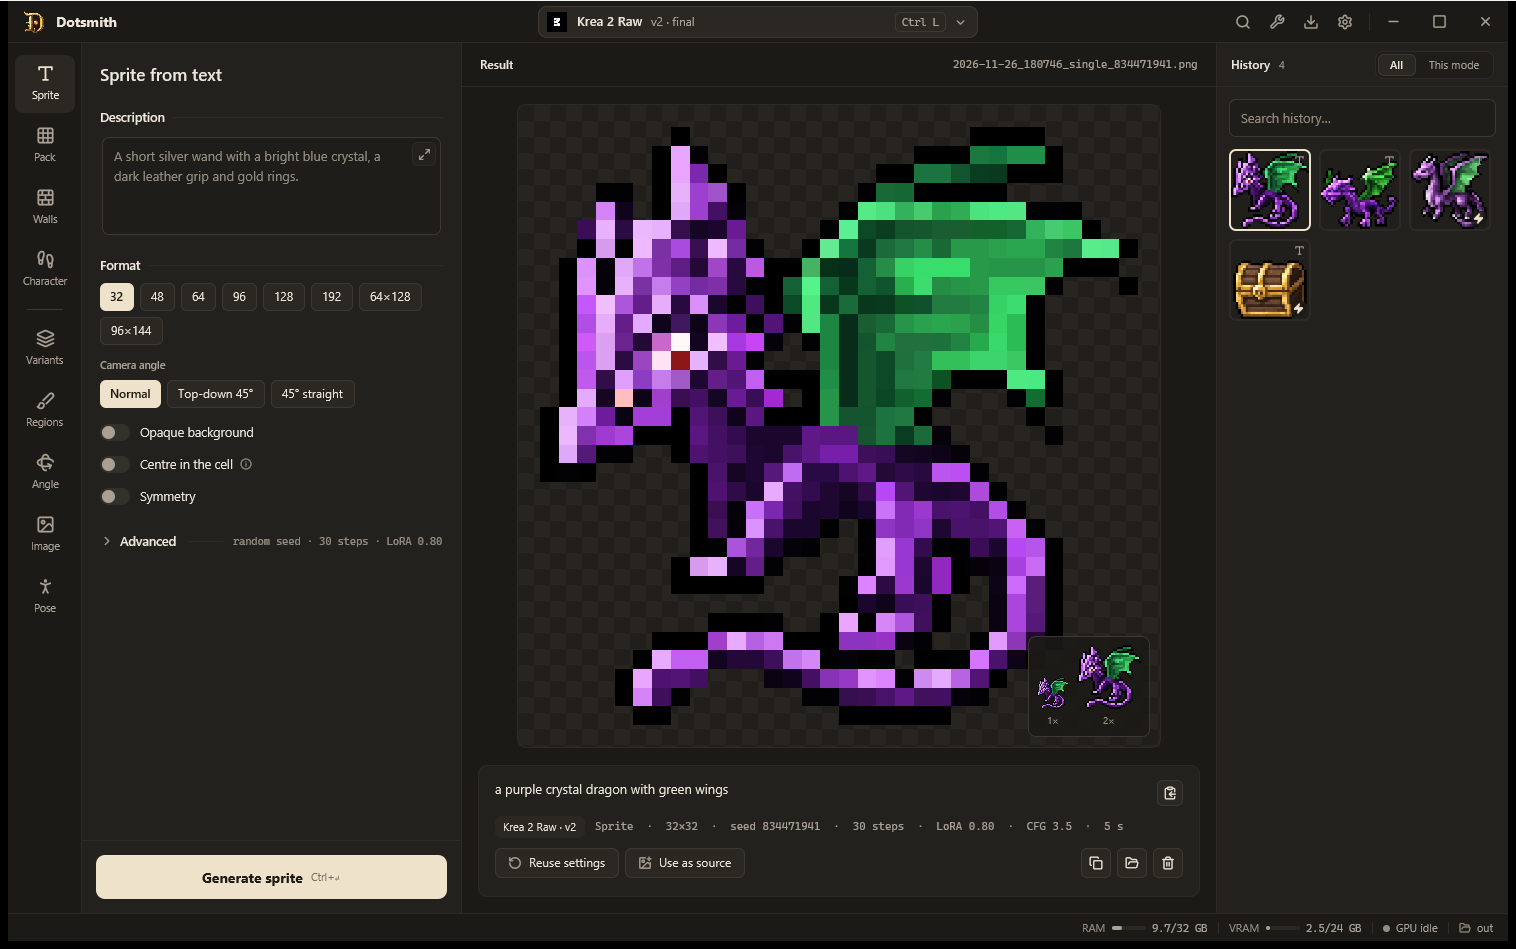 Dotsmith
Krea 2 Raw v2 · final Ctrl L
Sprite
Pack
Walls
Character
Variants
Regions
Angle
Image
Pose
Sprite from text
Description
A short silver wand with a bright blue crystal, a
dark leather grip and gold rings.
Format
32 48 64 96 128 192 64×128
96×144
Camera angle
Normal Top-down 45° 45° straight
Opaque background
Centre in the cell
Symmetry
Advanced random seed · 30 steps · LoRA 0.80
Generate sprite Ctrl+↵
Result 2026-11-26_180746_single_834471941.png
1× 2×
a purple crystal dragon with green wings
Krea 2 Raw · v2 Sprite · 32×32 · seed 834471941 · 30 steps · LoRA 0.80 · CFG 3.5 · 5 s
Reuse settings Use as source
History 4 All This mode
Search history...
RAM 9.7/32 GB VRAM 2.5/24 GB GPU idle out